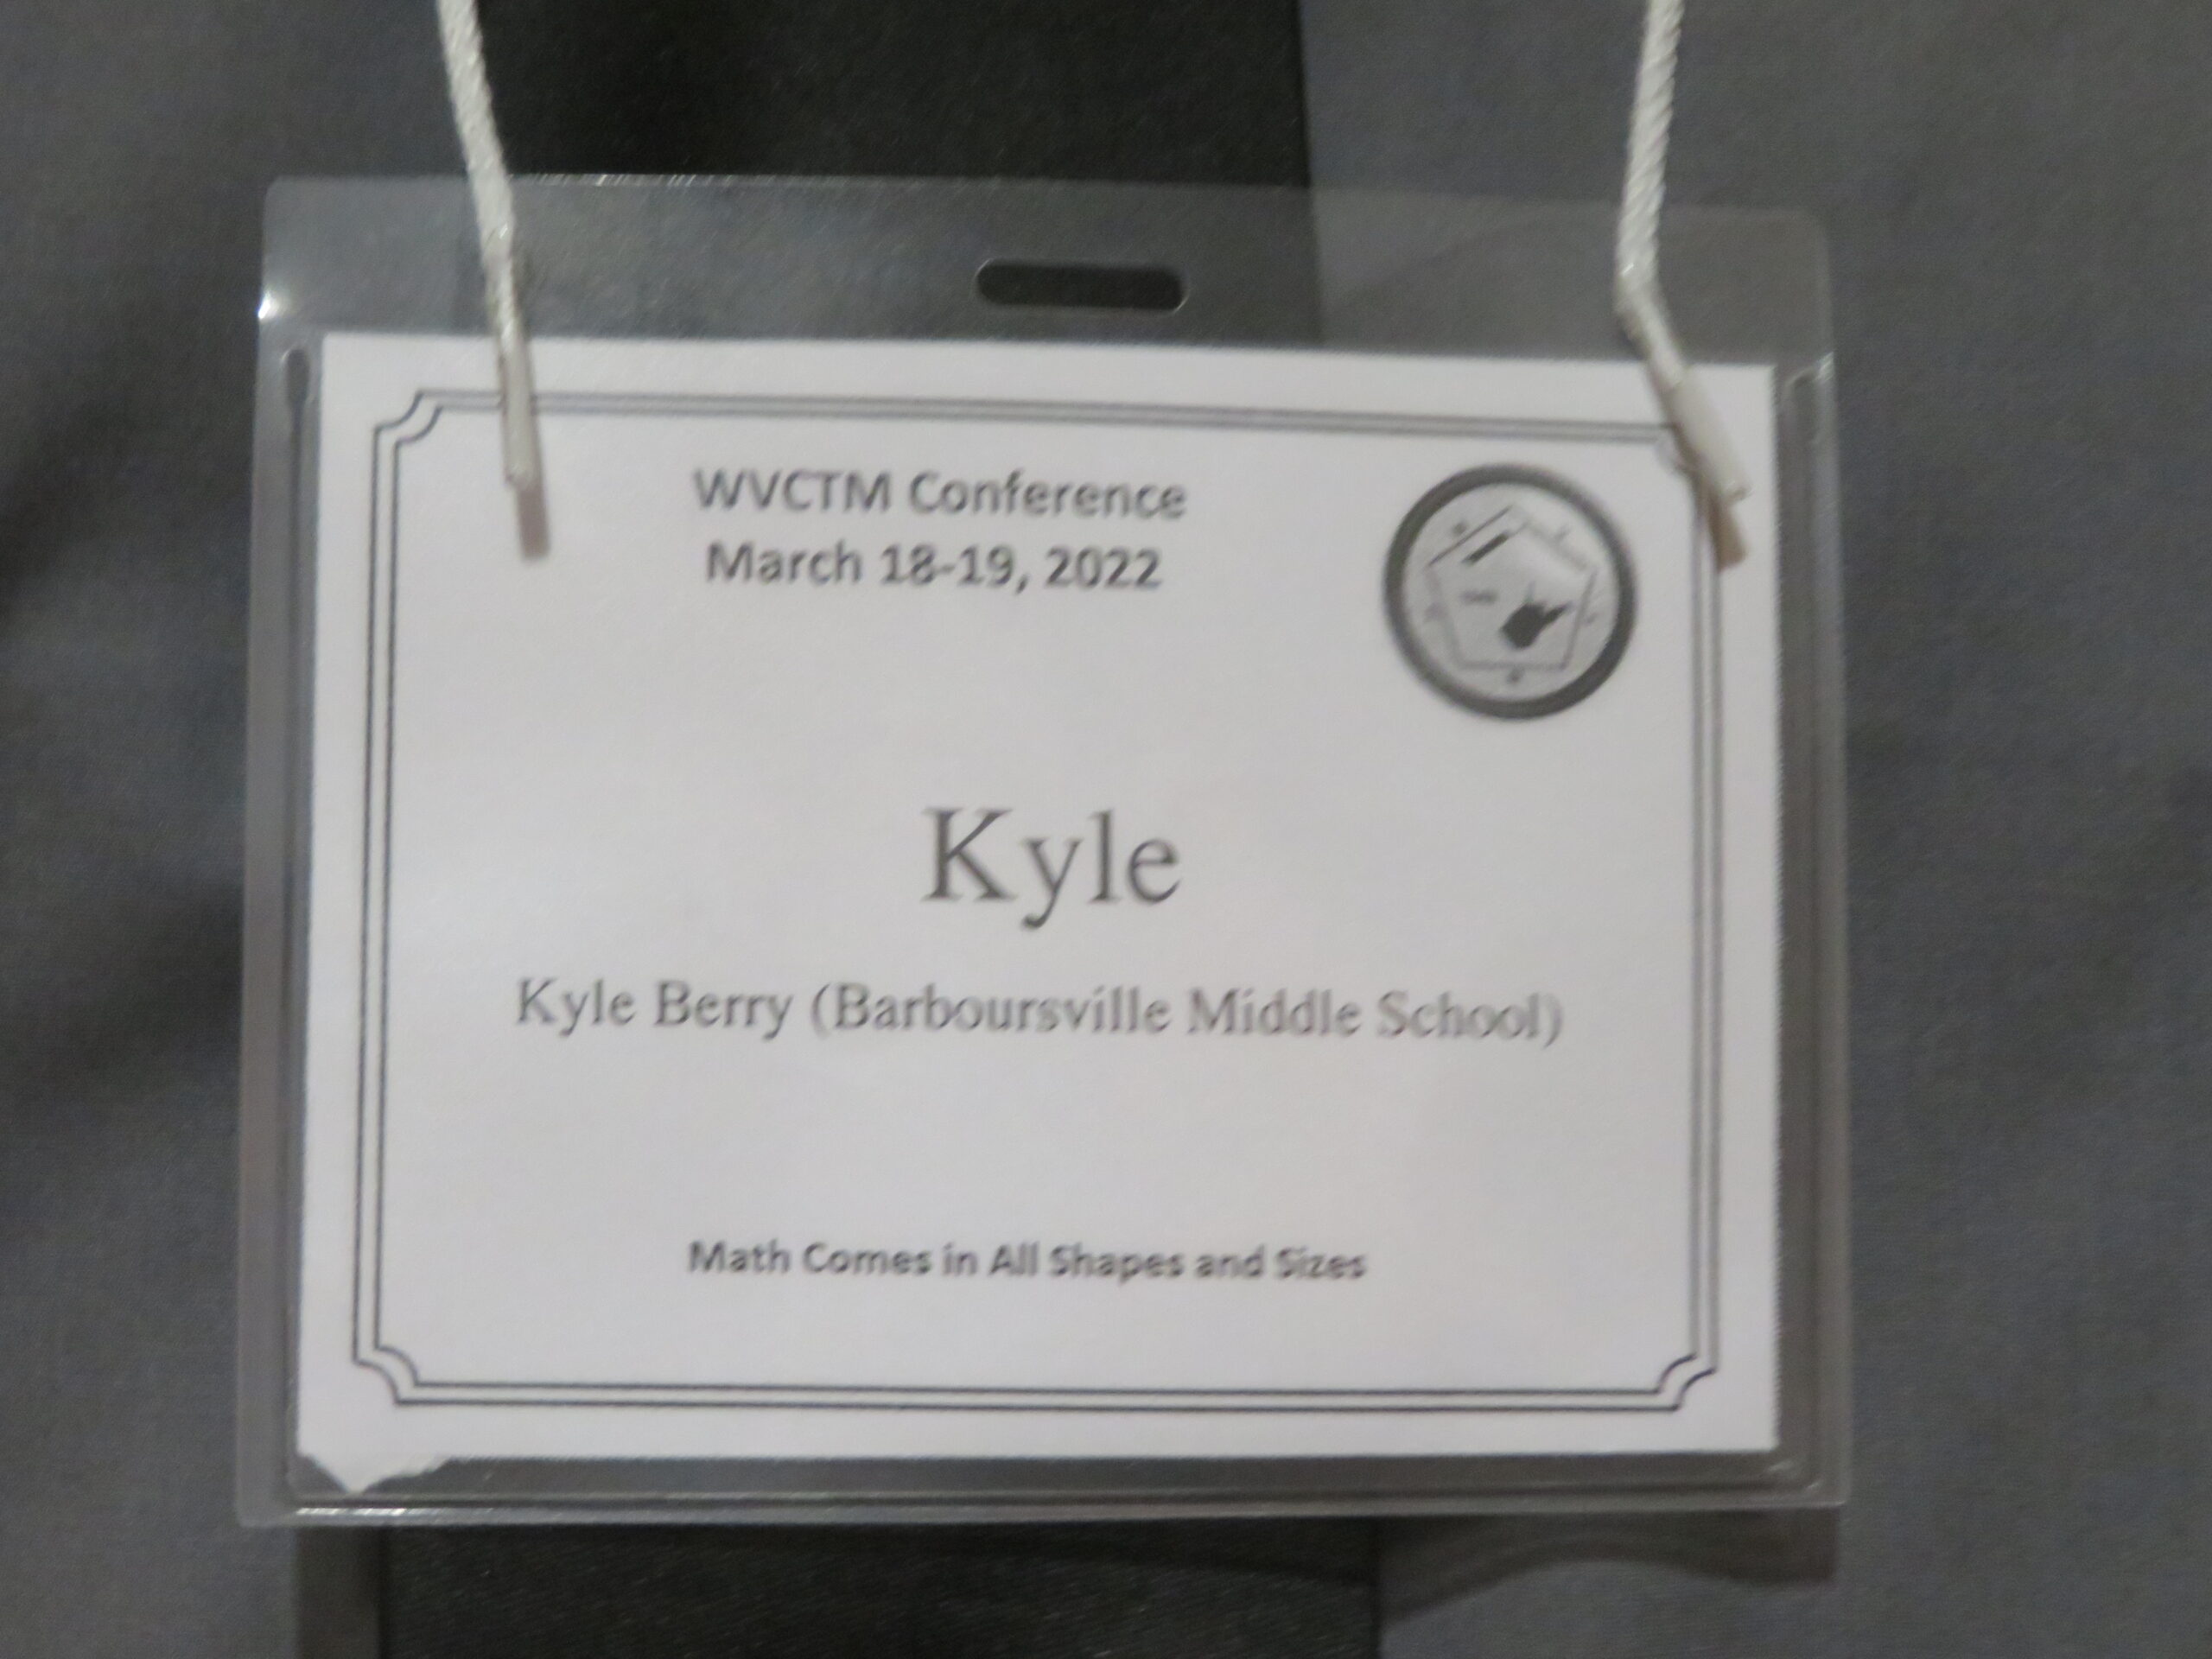 WVCTM Conference
March 18-19, 2022
Kyle
Kyle Berry (Barboursville Middle School)
Math Comes in All Shapes and Sizes